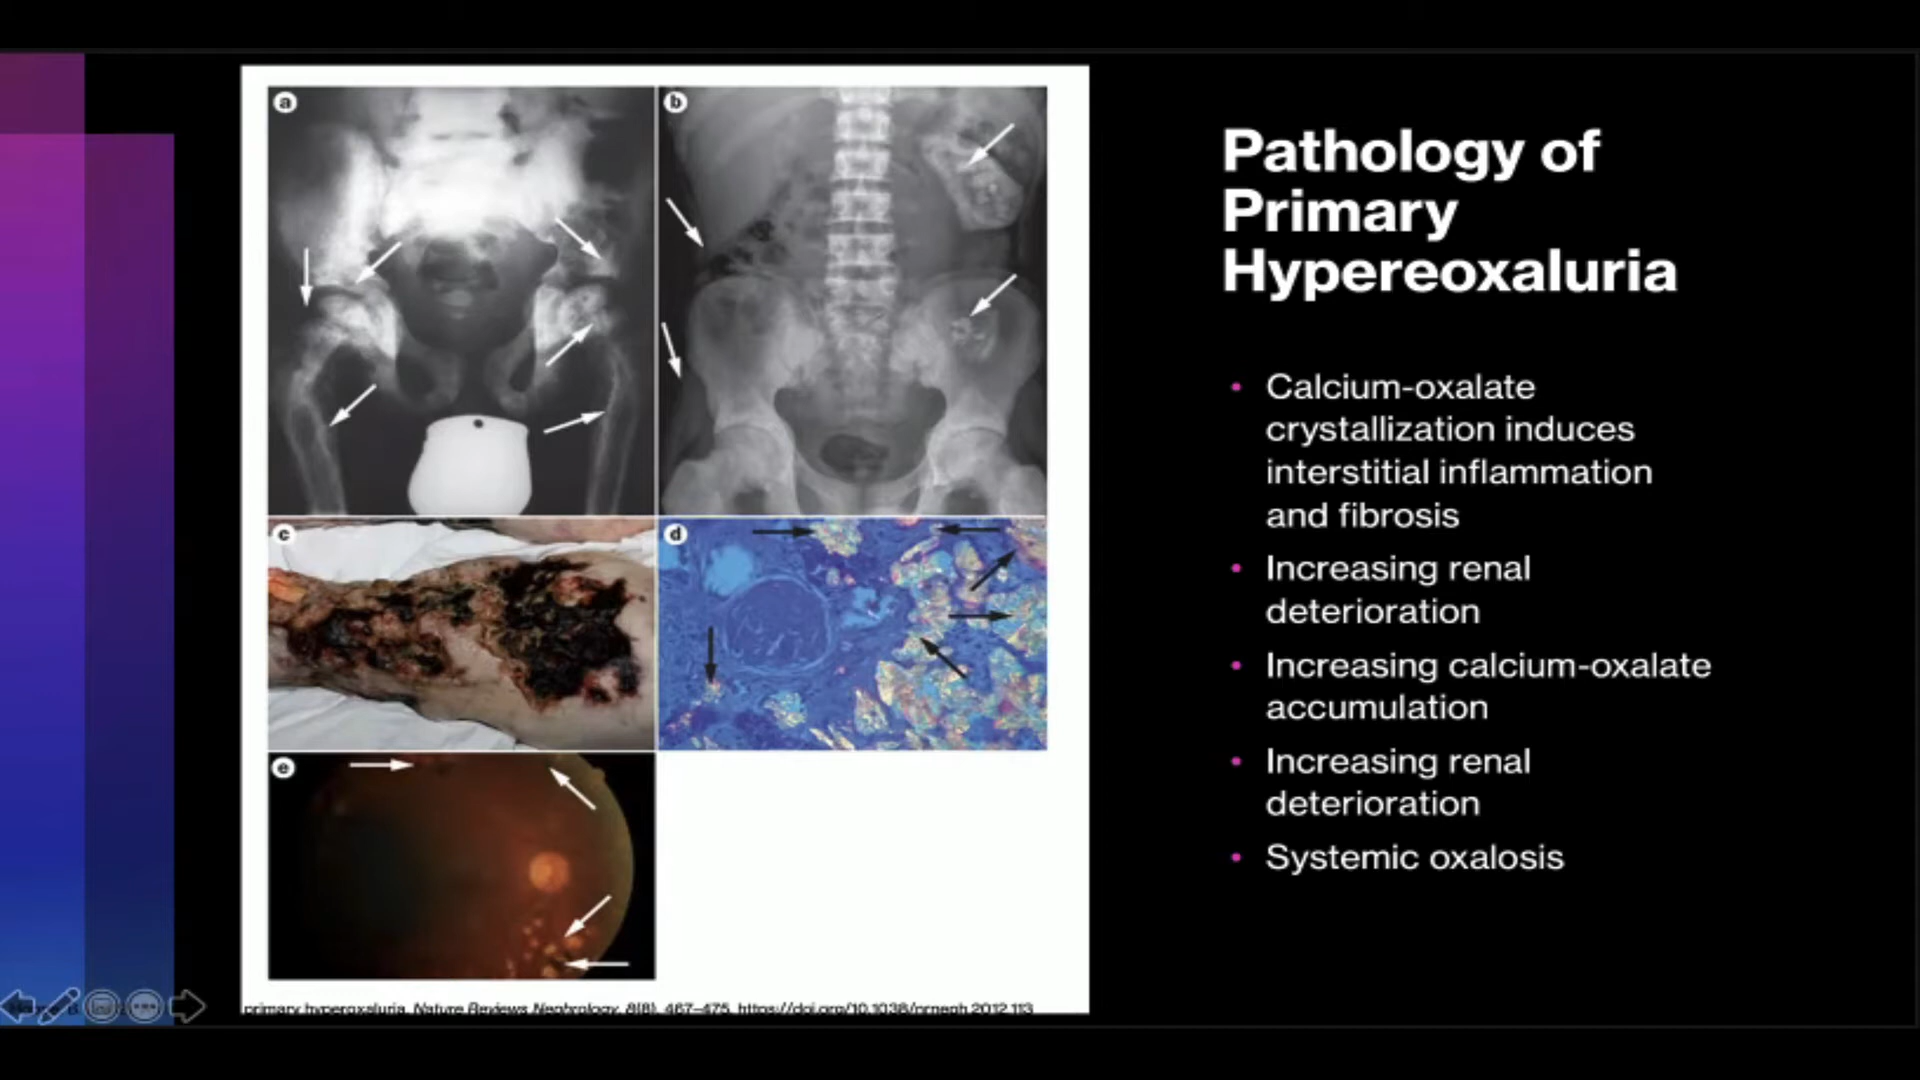 a
b
c
d
e
Pathology of
Primary
Hypereoxaluria
• Calcium-oxalate
crystallization induces
interstitial inflammation
and fibrosis
• Increasing renal
deterioration
• Increasing calcium-oxalate
accumulation
• Increasing renal
deterioration
• Systemic oxalosis
primary hyperoxaluria. Nature Reviews Nephrology, 8(8), 467–475. https://doi.org/10.1038/nrneph.2012.113